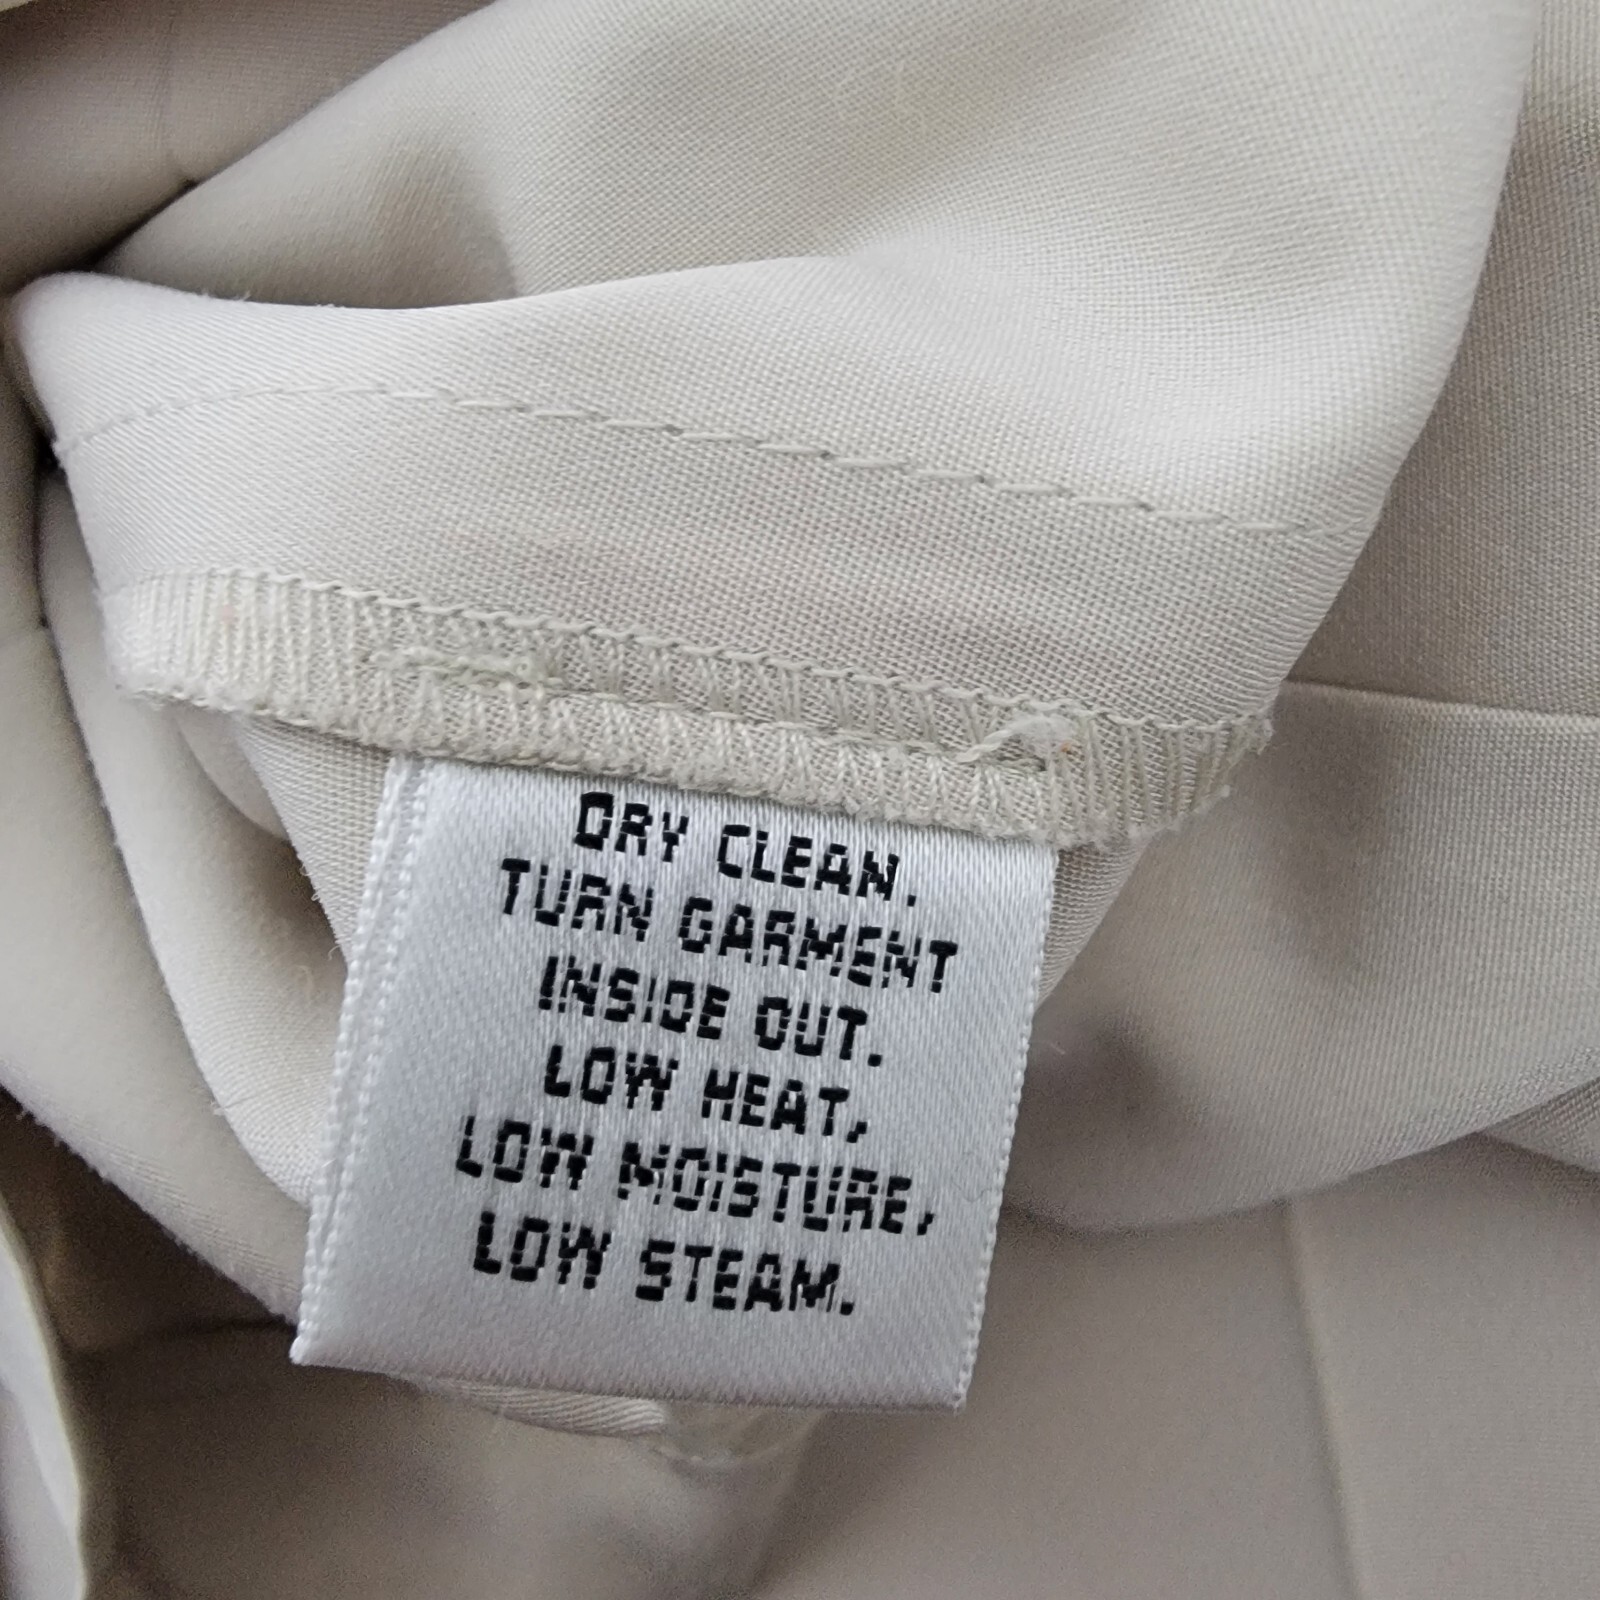 DRY CLEAN.
TURN GARMENT
INSIDE OUT.
LOW HEAT,
LOW MOISTURE,
LOW STEAM.